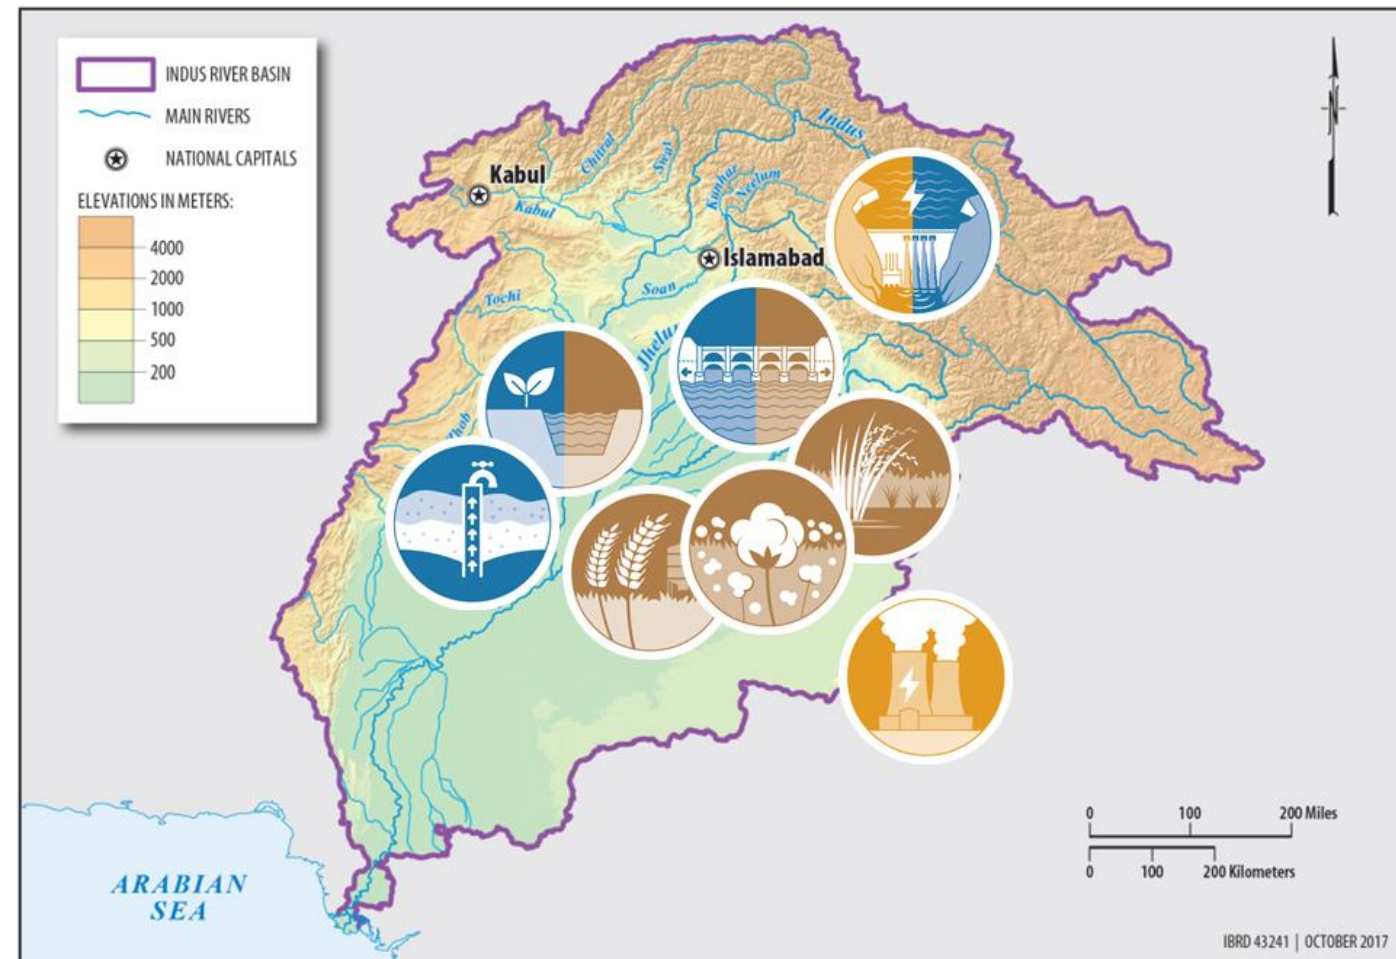 INDUS RIVER BASIN
MAIN RIVERS
NATIONAL CAPITALS
ELEVATIONS IN METERS:
4000
2000
1000
500
200
N
Indus
Chitral
Swat
Kunhar
Neelum
Kabul
Kabul
Islamabad
Soan
Tochi
Jhelum
Zhob
ARABIAN
SEA
0 100 200 Miles
0 100 200 Kilometers
IBRD 43241 | OCTOBER 2017